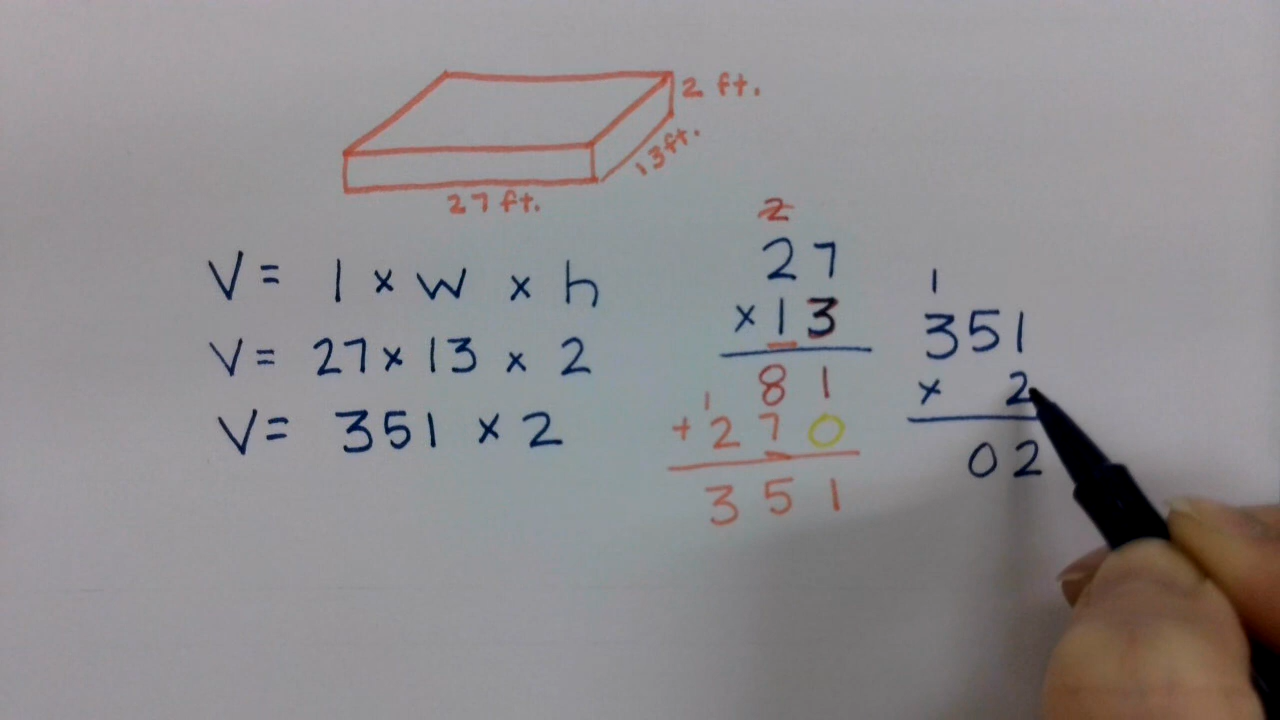 2 ft.
13 ft.
27 ft.
V = l × w × h
V = 27 × 13 × 2
V = 351 × 2
2
27
× 13
81
1
+ 270
351
1
351
× 2
02